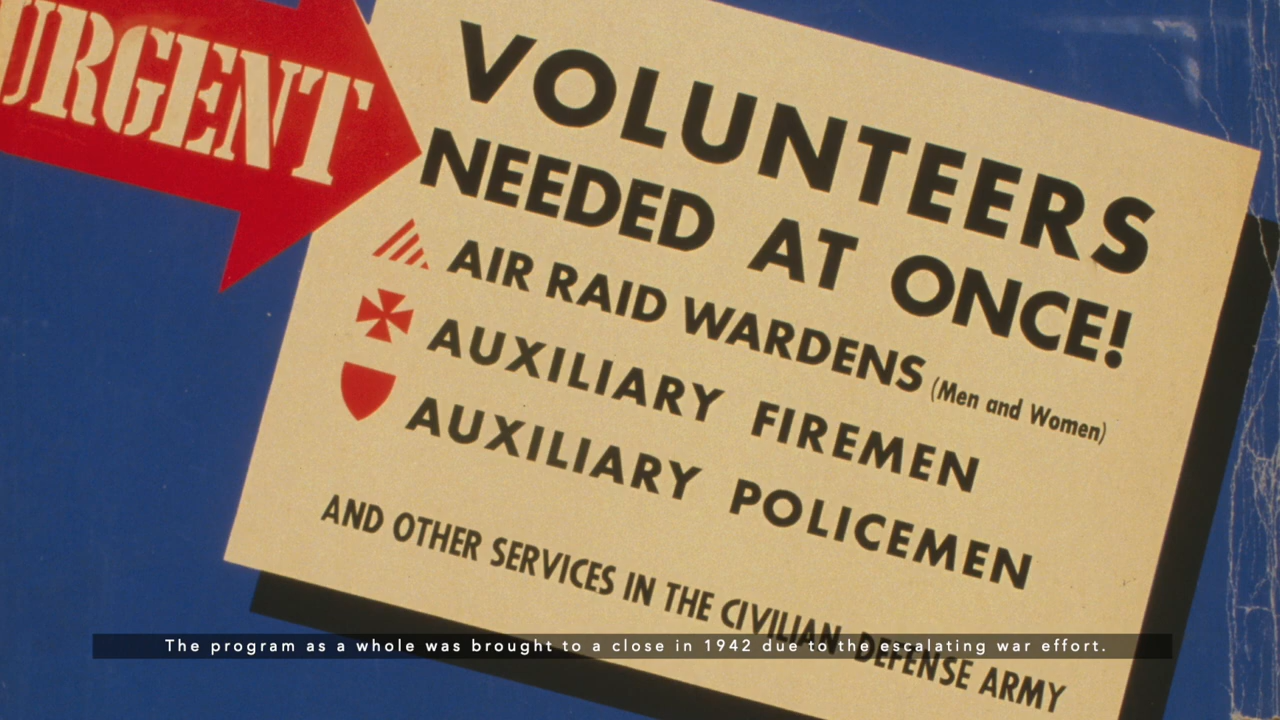 URGENT
VOLUNTEERS
NEEDED AT ONCE!
AIR RAID WARDENS (Men and Women)
AUXILIARY FIREMEN
AUXILIARY POLICEMEN
AND OTHER SERVICES IN THE CIVILIAN DEFENSE ARMY
The program as a whole was brought to a close in 1942 due to the escalating war effort.